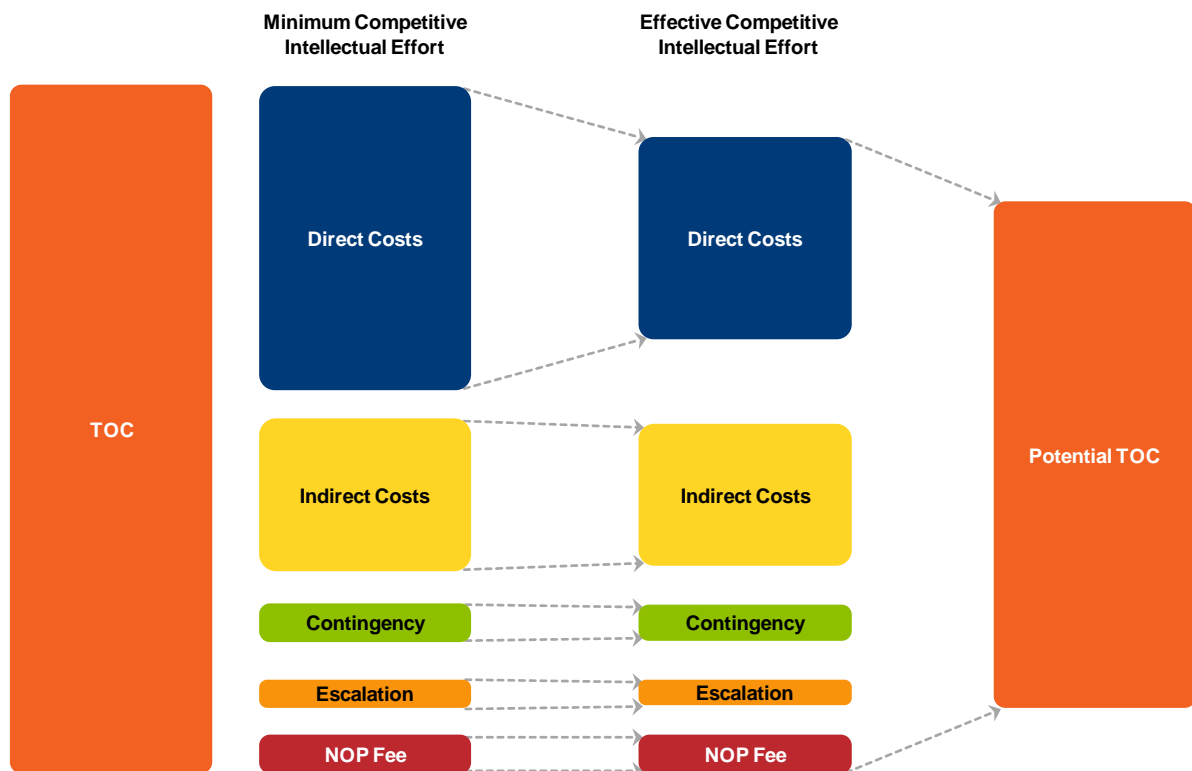 Minimum Competitive
Intellectual Effort
Effective Competitive
Intellectual Effort
TOC
Direct Costs
Direct Costs
Potential TOC
Indirect Costs
Indirect Costs
Contingency
Contingency
Escalation
Escalation
NOP Fee
NOP Fee